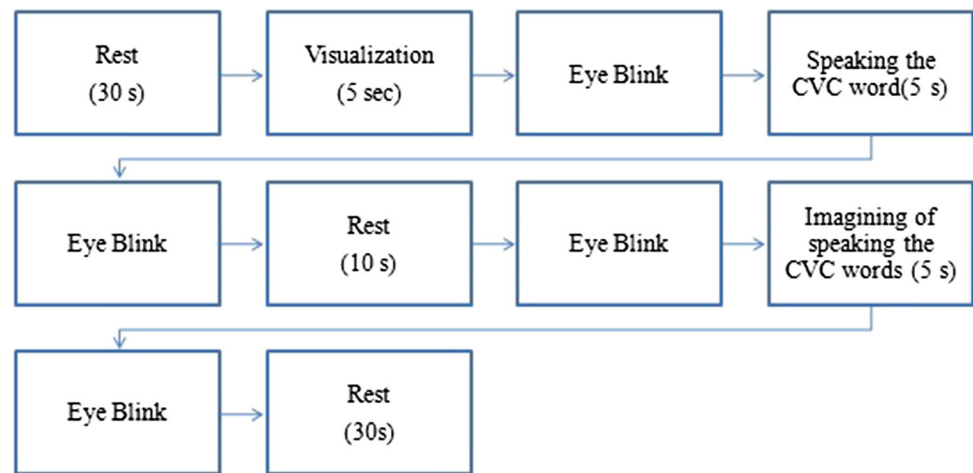 Rest
(30 s)
Visualization
(5 sec)
Eye Blink
Speaking the
CVC word(5 s)
Eye Blink
Rest
(10 s)
Eye Blink
Imagining of
speaking the
CVC words (5 s)
Eye Blink
Rest
(30s)